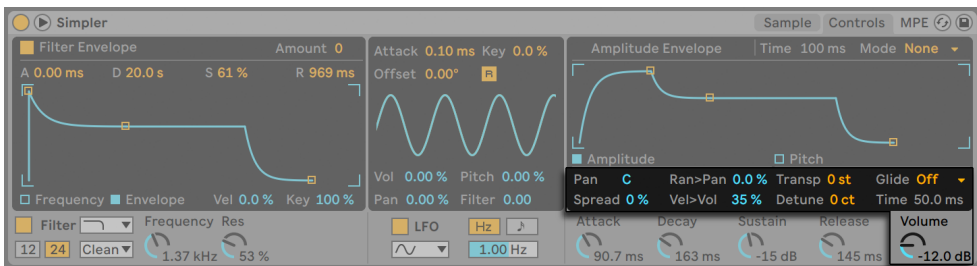 Simpler Sample Controls MPE
Filter Envelope Amount 0
A 0.00 ms D 20.0 s S 61 % R 969 ms
Frequency Envelope Vel 0.0 % Key 100 %
Filter Frequency Res
12 24 Clean 1.37 kHz 53 %
Attack 0.10 ms Key 0.0 %
Offset 0.00° R
Vol 0.00 % Pitch 0.00 %
Pan 0.00 % Filter 0.00
LFO Hz
1.00 Hz
Amplitude Envelope Time 100 ms Mode None
Amplitude Pitch
Pan C Ran>Pan 0.0 % Transp 0 st Glide Off
Spread 0 % Vel>Vol 35 % Detune 0 ct Time 50.0 ms
Attack Decay Sustain Release Volume
90.7 ms 163 ms -15 dB 145 ms -12.0 dB